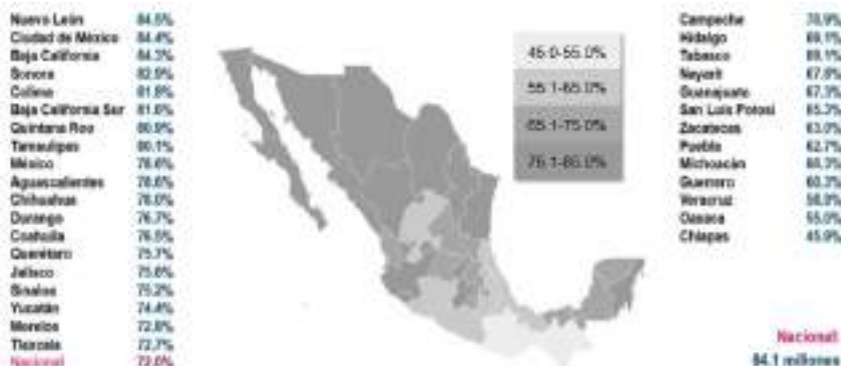 Nuevo León 84.5%
Ciudad de México 84.4%
Baja California 84.3%
Sonora 82.9%
Colima 81.8%
Baja California Sur 81.6%
Quintana Roo 80.9%
Tamaulipas 80.1%
México 78.6%
Aguascalientes 78.6%
Chihuahua 78.0%
Durango 76.7%
Coahuila 76.5%
Querétaro 75.7%
Jalisco 75.6%
Sinaloa 75.2%
Yucatán 74.4%
Morelos 72.8%
Tlaxcala 72.7%
Nacional 72.0%
45.0-55.0%
55.1-65.0%
65.1-75.0%
75.1-85.0%
Campeche 70.9%
Hidalgo 69.1%
Tabasco 69.1%
Nayarit 67.8%
Guanajuato 67.3%
San Luis Potosí 65.3%
Zacatecas 63.0%
Puebla 62.7%
Michoacán 60.3%
Guerrero 60.3%
Veracruz
Oaxaca 55.0%
Chiapas 45.9%
Nacional
84.1 millones